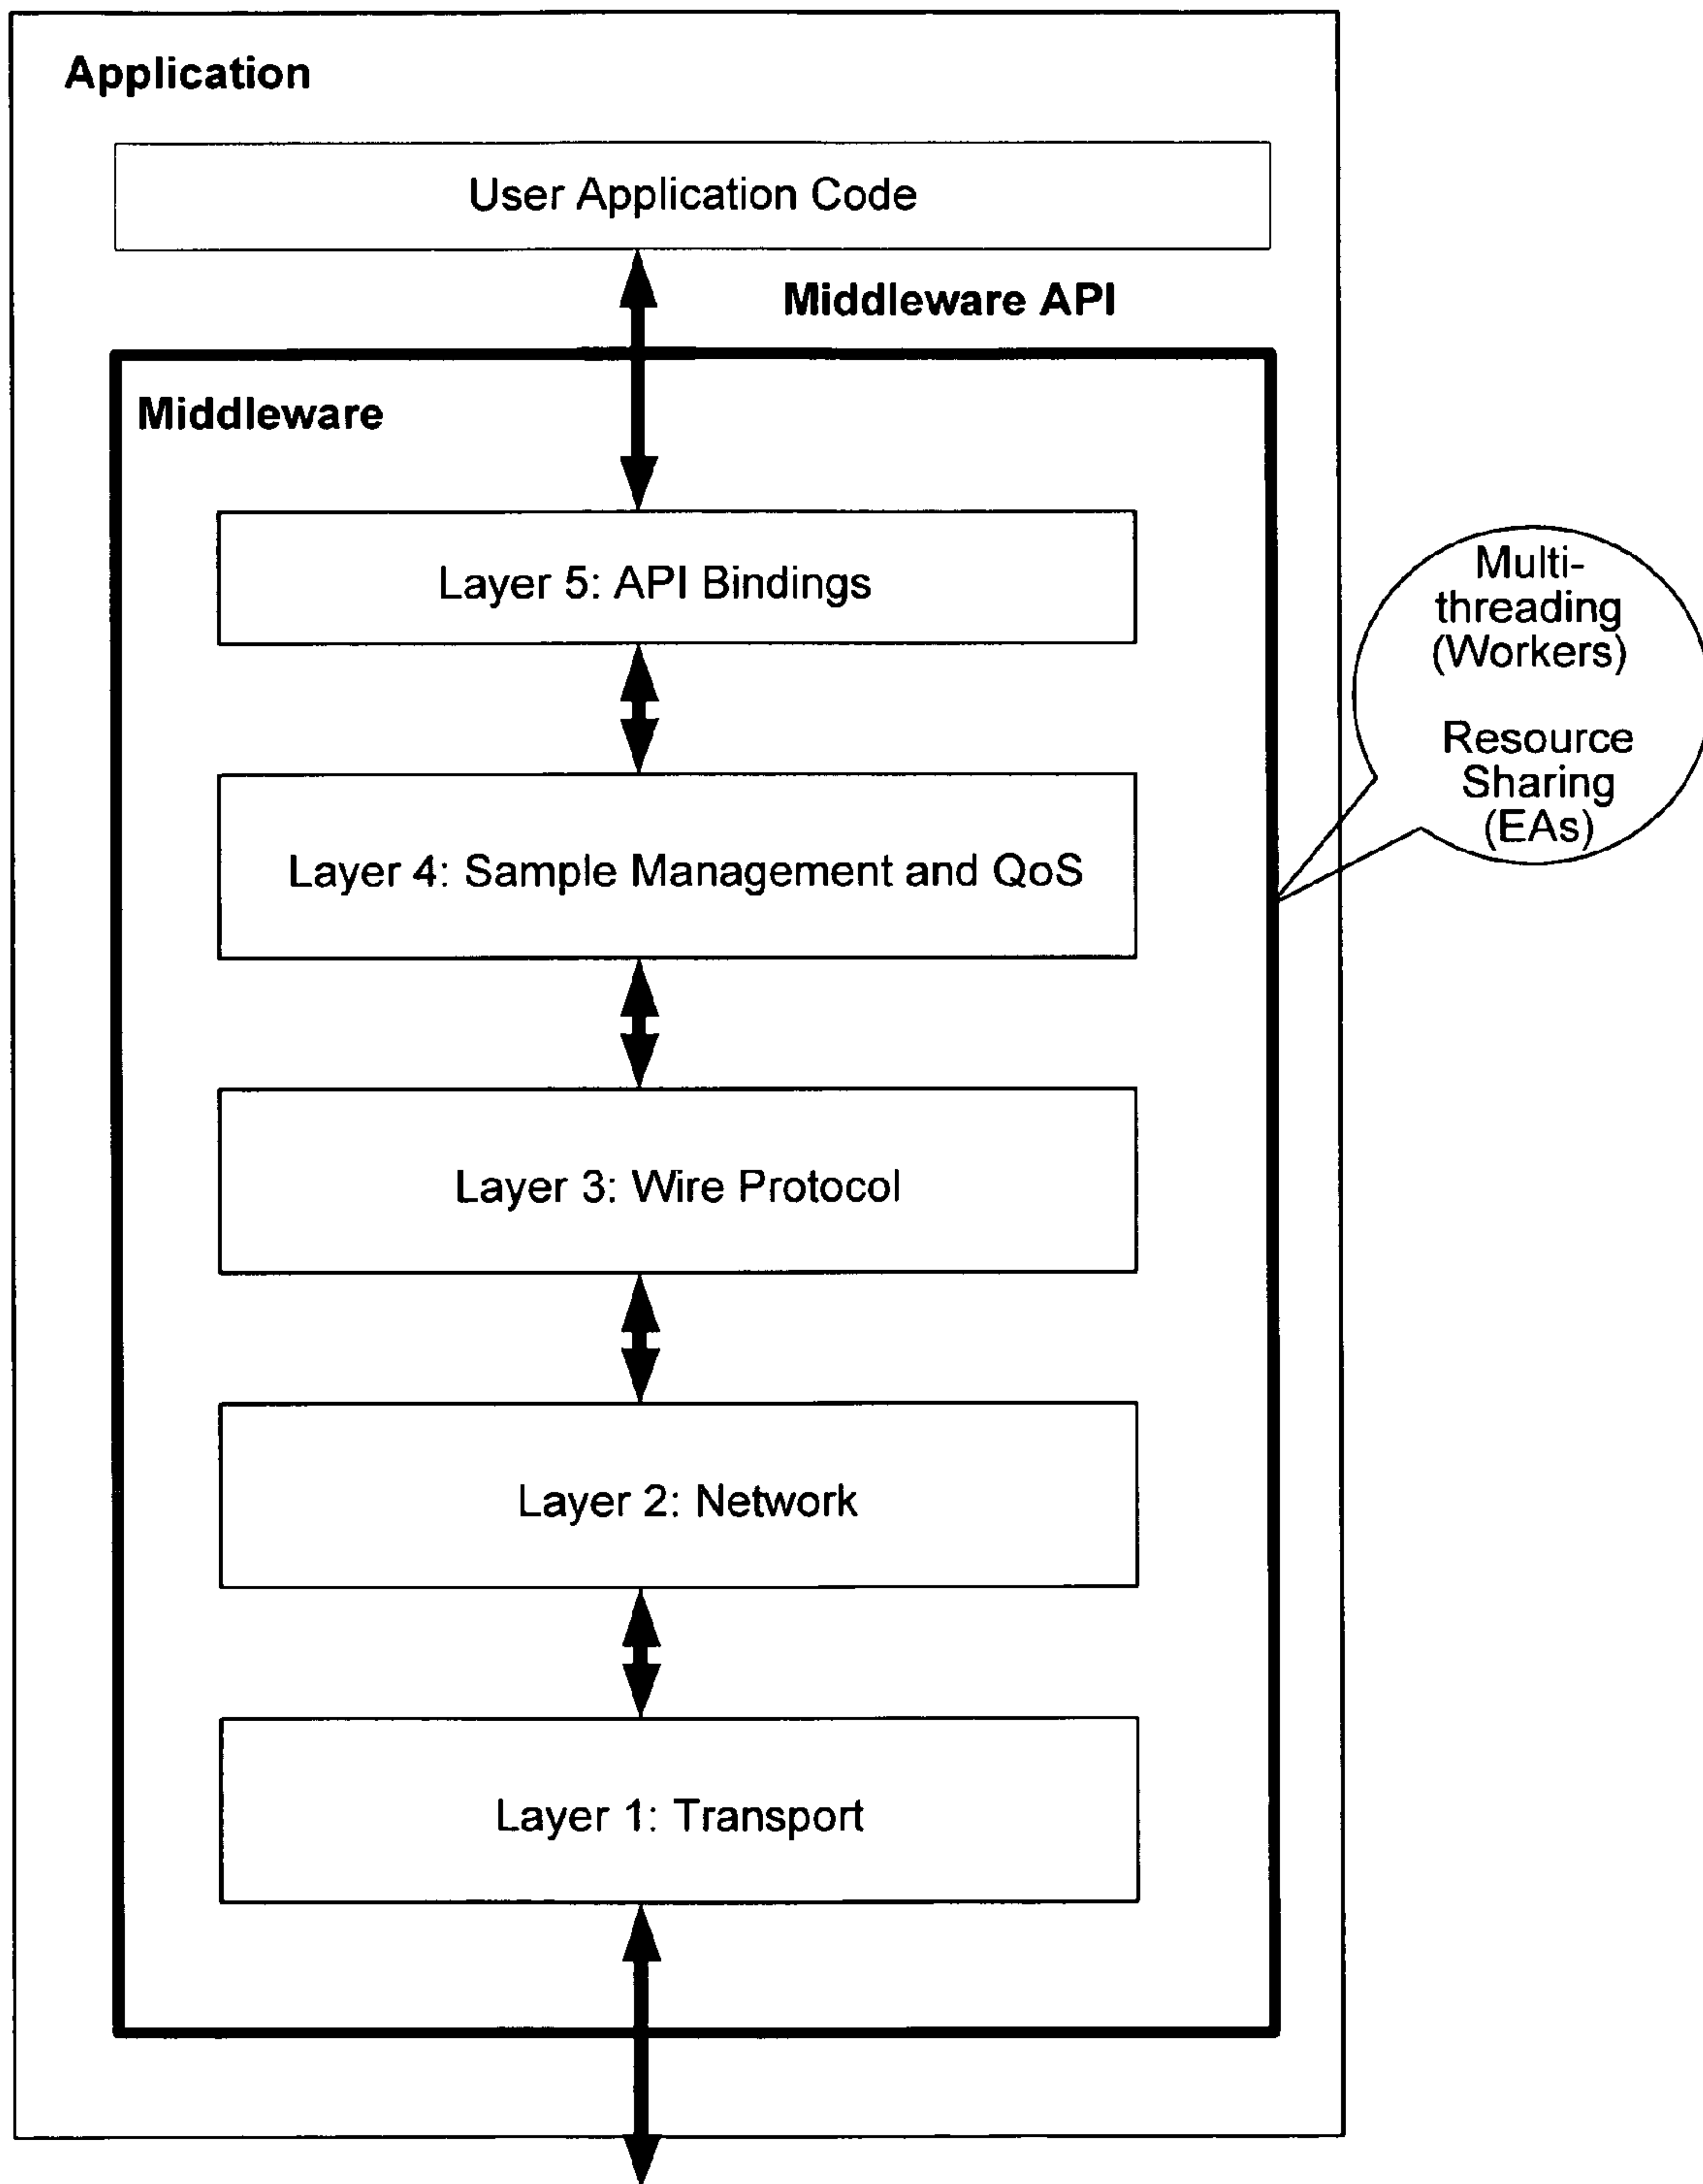 Application
User Application Code
Middleware API
Middleware
Layer 5: API Bindings
Multi-
threading
(Workers)
Resource
Sharing
(EAs)
Layer 4: Sample Management and QoS
Layer 3: Wire Protocol
Layer 2: Network
Layer 1: Transport